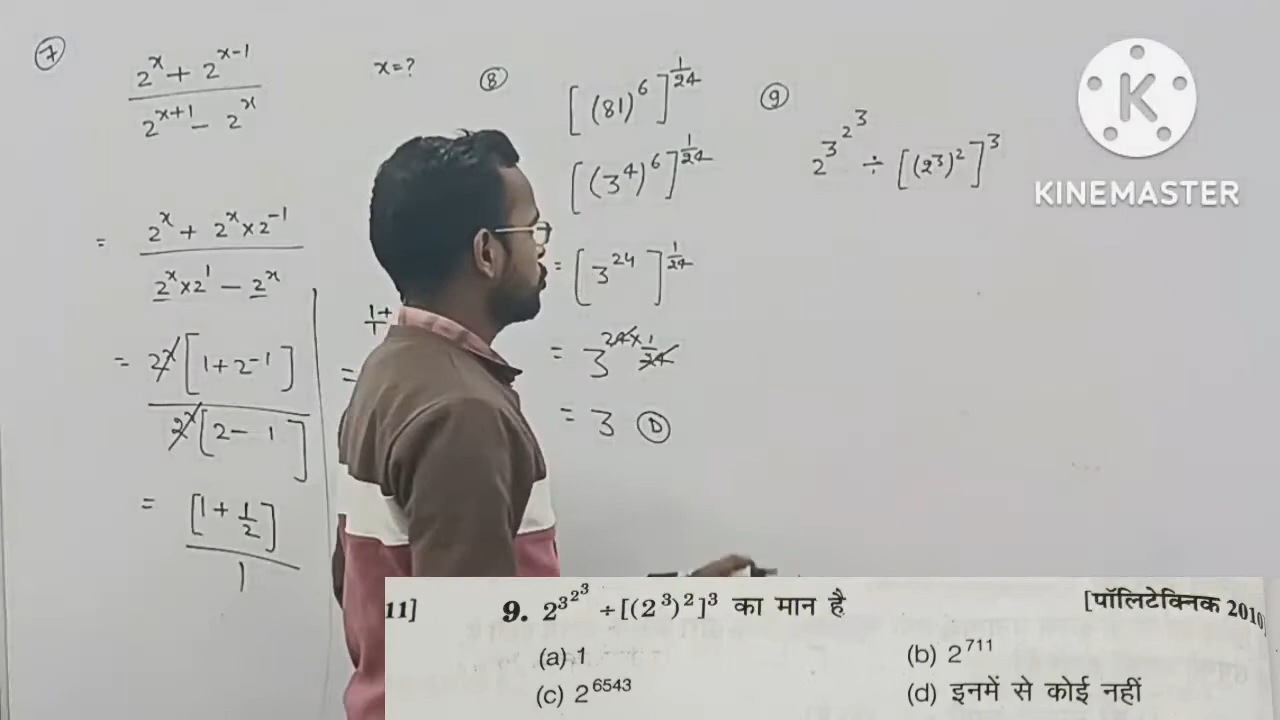 7
2^x + 2^(x-1)
2^(x+1) - 2^x
x=?
= 2^x + 2^x × 2^-1
2^x × 2^1 - 2^x
= 2^x [1+2^-1]
2^x [2 - 1]
= [1 + 1/2]
1
1+
1
=
8
[(81)^6]^(1/24)
[(3^4)^6]^(1/24)
= [3^24]^(1/24)
= 3^(24×1/24)
= 3 (D)
9
2^3^2^3 ÷ [(2^3)^2]^3
KINEMASTER
11]
9. 2^3^2^3 ÷ [(2^3)^2]^3 का मान है
[पॉलिटेक्निक 2010]
(a) 1
(b) 2^711
(c) 2^6543
(d) इनमें से कोई नहीं